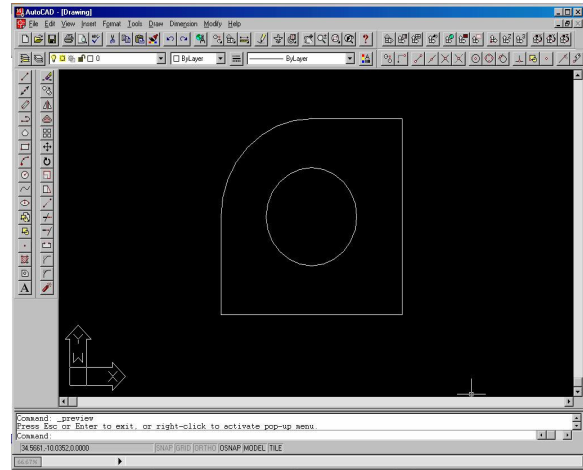 AutoCAD - [Drawing]
File Edit View Insert Format Tools Draw Dimension Modify Help
0 ByLayer ByLayer
Y
W
X
Command: _preview
Press Esc or Enter to exit, or right-click to activate pop-up menu.
Command:
34.5661,-10.0352,0.0000 SNAP GRID ORTHO OSNAP MODEL TILE